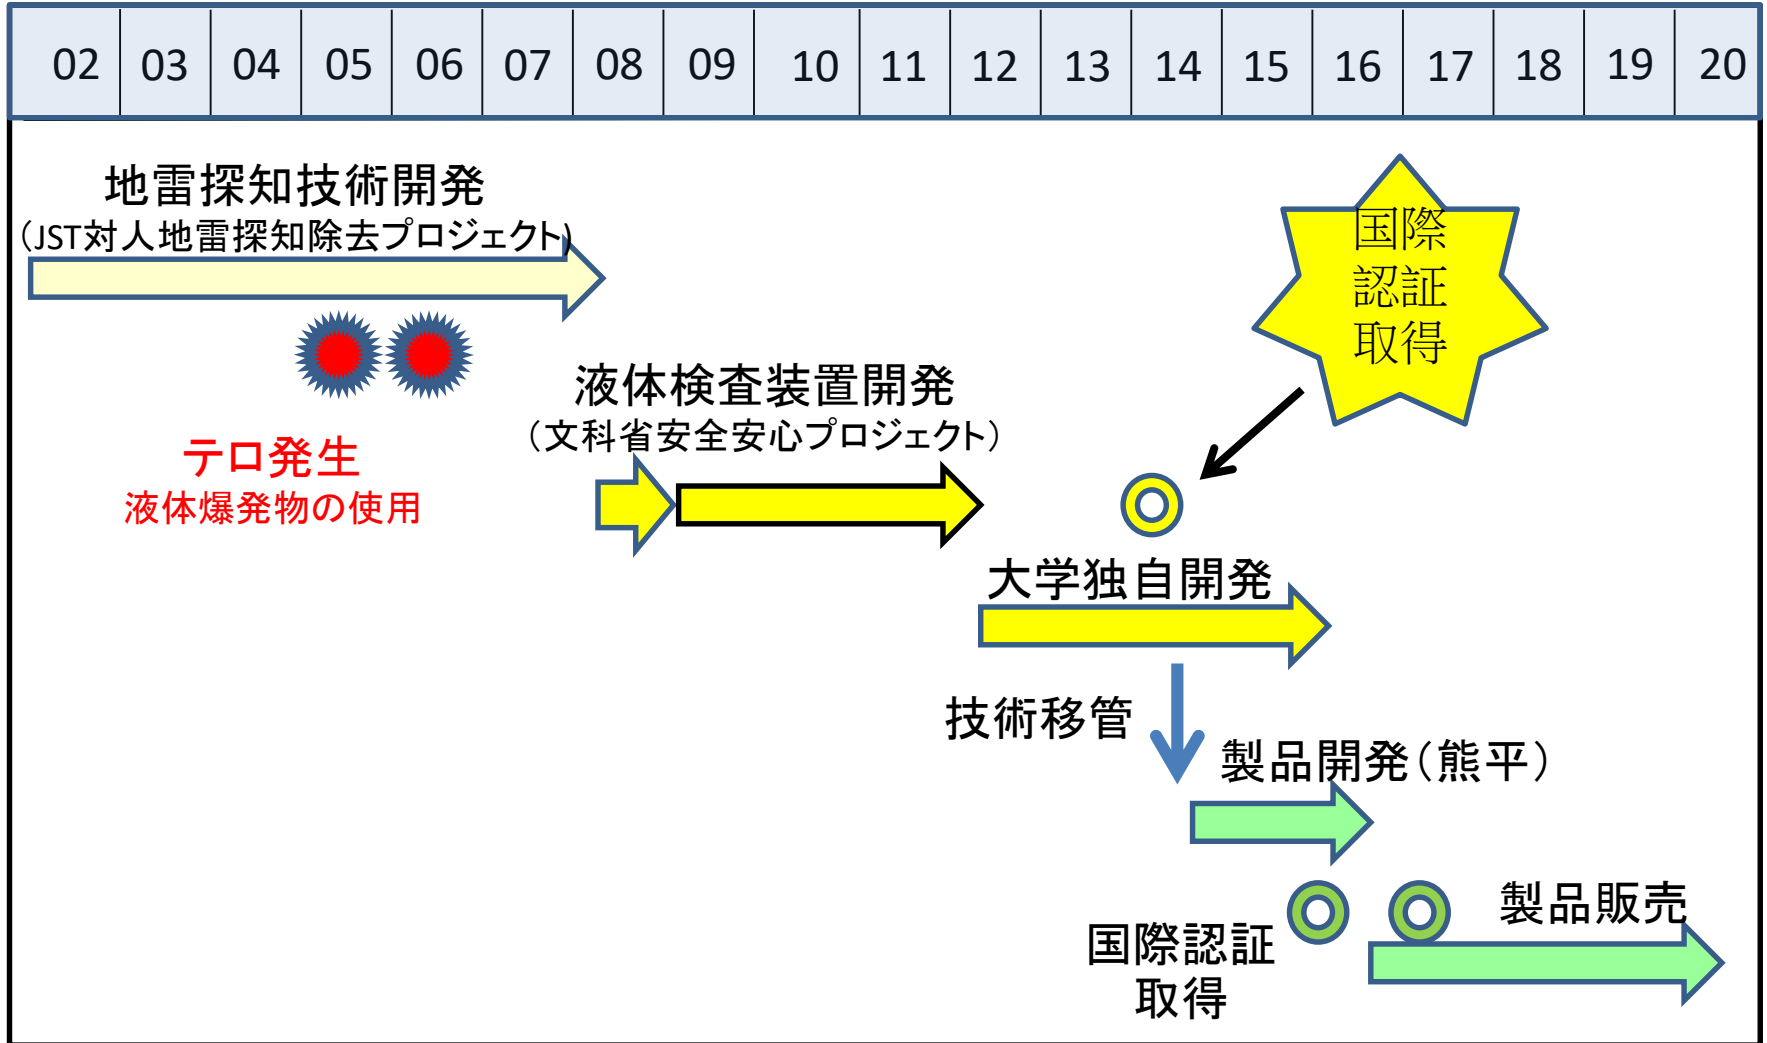 02 03 04 05 06 07 08 09 10 11 12 13 14 15 16 17 18 19 20
地雷探知技術開発
（JST対人地雷探知除去プロジェクト)
国際
認証
取得
液体検査装置開発
（文科省安全安心プロジェクト）
テロ発生
液体爆発物の使用
大学独自開発
技術移管
製品開発（熊平）
製品販売
国際認証
取得